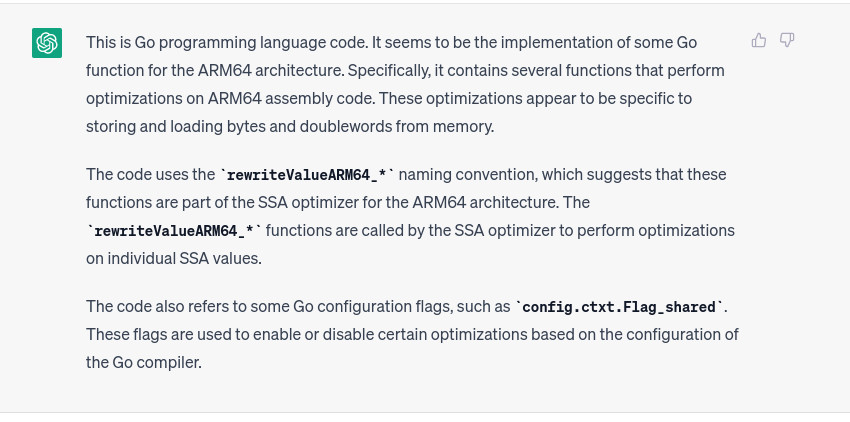 This is Go programming language code. It seems to be the implementation of some Go
function for the ARM64 architecture. Specifically, it contains several functions that perform
optimizations on ARM64 assembly code. These optimizations appear to be specific to
storing and loading bytes and doublewords from memory.
The code uses the `rewriteValueARM64_*` naming convention, which suggests that these
functions are part of the SSA optimizer for the ARM64 architecture. The
`rewriteValueARM64_*` functions are called by the SSA optimizer to perform optimizations
on individual SSA values.
The code also refers to some Go configuration flags, such as `config.ctxt.Flag_shared`.
These flags are used to enable or disable certain optimizations based on the configuration of
the Go compiler.